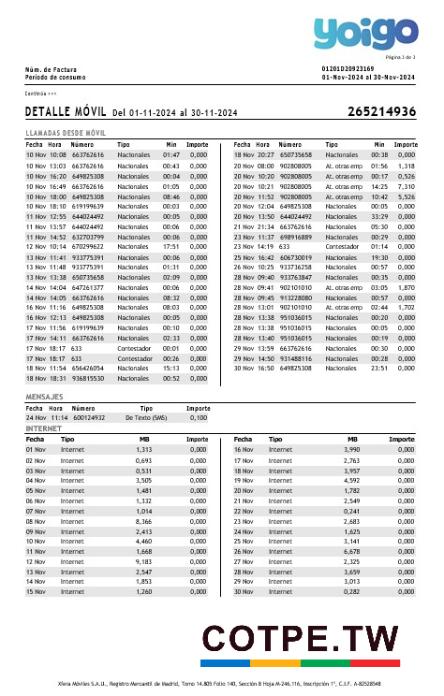 yoigo
Página 3 de 3
Núm. de Factura 01201D20923169
Período de consumo 01-Nov-2024 al 30-Nov-2024
Continúa >>>
DETALLE MÓVIL Del 01-11-2024 al 30-11-2024 265214936
LLAMADAS DESDE MÓVIL
Fecha Hora Número Tipo Min Importe
10 Nov 10:08 663762616 Nacionales 01:47 0,000
10 Nov 13:03 663762616 Nacionales 00:43 0,000
10 Nov 16:20 649825308 Nacionales 00:04 0,000
10 Nov 16:49 663762616 Nacionales 01:05 0,000
10 Nov 18:00 649825308 Nacionales 08:46 0,000
10 Nov 18:10 619199639 Nacionales 00:03 0,000
11 Nov 12:55 644024492 Nacionales 00:05 0,000
11 Nov 13:57 644024492 Nacionales 00:06 0,000
11 Nov 14:52 632703799 Nacionales 00:06 0,000
12 Nov 10:14 670299622 Nacionales 17:51 0,000
13 Nov 11:41 933775391 Nacionales 00:06 0,000
13 Nov 11:48 933775391 Nacionales 01:31 0,000
13 Nov 13:38 650735658 Nacionales 02:09 0,000
14 Nov 14:04 647261377 Nacionales 00:06 0,000
14 Nov 14:05 663762616 Nacionales 08:32 0,000
16 Nov 11:16 649825308 Nacionales 08:03 0,000
16 Nov 12:13 649825308 Nacionales 00:05 0,000
17 Nov 11:56 619199639 Nacionales 00:10 0,000
17 Nov 14:11 663762616 Nacionales 02:33 0,000
17 Nov 18:17 633 Contestador 00:01 0,000
17 Nov 18:17 633 Contestador 00:26 0,000
18 Nov 11:54 656426054 Nacionales 15:13 0,000
18 Nov 18:31 936815530 Nacionales 00:52 0,000
Fecha Hora Número Tipo Min Importe
18 Nov 20:27 650735658 Nacionales 00:38 0,000
20 Nov 08:00 902808005 At. otras emp 01:56 1,318
20 Nov 10:20 902808005 At. otras emp 00:17 0,526
20 Nov 10:21 902808005 At. otras emp 14:25 7,310
20 Nov 11:52 902808005 At. otras emp 10:42 5,526
20 Nov 12:04 649825308 Nacionales 00:05 0,000
20 Nov 13:50 644024492 Nacionales 33:29 0,000
21 Nov 21:34 663762616 Nacionales 05:30 0,000
23 Nov 11:37 698916889 Nacionales 00:29 0,000
23 Nov 14:19 633 Contestador 01:14 0,000
25 Nov 16:42 606730019 Nacionales 19:30 0,000
26 Nov 10:25 933736258 Nacionales 00:57 0,000
28 Nov 09:40 933763847 Nacionales 00:35 0,000
28 Nov 09:41 902101010 At. otras emp 03:05 1,870
28 Nov 09:45 913228080 Nacionales 00:57 0,000
28 Nov 13:01 902101010 At. otras emp 02:44 1,702
28 Nov 13:38 951036015 Nacionales 00:20 0,000
28 Nov 13:38 951036015 Nacionales 00:05 0,000
28 Nov 13:40 951036015 Nacionales 00:19 0,000
29 Nov 13:59 663762616 Nacionales 00:30 0,000
29 Nov 14:50 931488116 Nacionales 00:28 0,000
30 Nov 16:50 649825308 Nacionales 23:51 0,000
MENSAJES
Fecha Hora Número Tipo Importe
24 Nov 11:14 600124932 De Texto (SMS) 0,100
INTERNET
Fecha Tipo MB Importe
01 Nov Internet 1,313 0,000
02 Nov Internet 0,693 0,000
03 Nov Internet 0,531 0,000
04 Nov Internet 3,505 0,000
05 Nov Internet 1,481 0,000
06 Nov Internet 1,332 0,000
07 Nov Internet 1,014 0,000
08 Nov Internet 8,366 0,000
09 Nov Internet 2,413 0,000
10 Nov Internet 4,460 0,000
11 Nov Internet 1,668 0,000
12 Nov Internet 9,183 0,000
13 Nov Internet 2,547 0,000
14 Nov Internet 1,853 0,000
15 Nov Internet 1,260 0,000
Fecha Tipo MB Importe
16 Nov Internet 3,990 0,000
17 Nov Internet 2,763 0,000
18 Nov Internet 3,957 0,000
19 Nov Internet 4,592 0,000
20 Nov Internet 1,782 0,000
21 Nov Internet 2,549 0,000
22 Nov Internet 0,241 0,000
23 Nov Internet 2,683 0,000
24 Nov Internet 1,625 0,000
25 Nov Internet 3,141 0,000
26 Nov Internet 6,678 0,000
27 Nov Internet 2,325 0,000
28 Nov Internet 3,659 0,000
29 Nov Internet 3,013 0,000
30 Nov Internet 0,282 0,000
COTPE.TW
Xfera Móviles S.A.U., Registro Mercantil de Madrid, Tomo 14.805 Folio 140, Sección 8 Hoja M-246.116, Inscripción 1ª, C.I.F. A-82528548